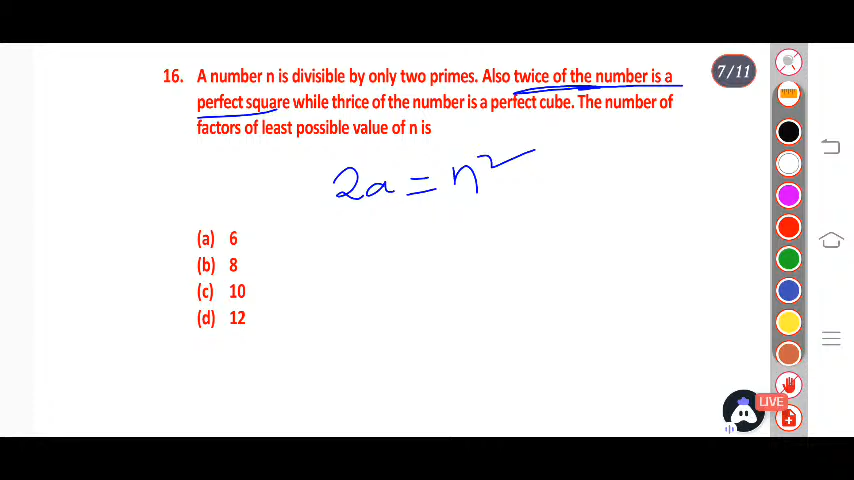 7/11
16. A number n is divisible by only two primes. Also twice of the number is a
perfect square while thrice of the number is a perfect cube. The number of
factors of least possible value of n is
2a = n²
(a) 6
(b) 8
(c) 10
(d) 12
LIVE